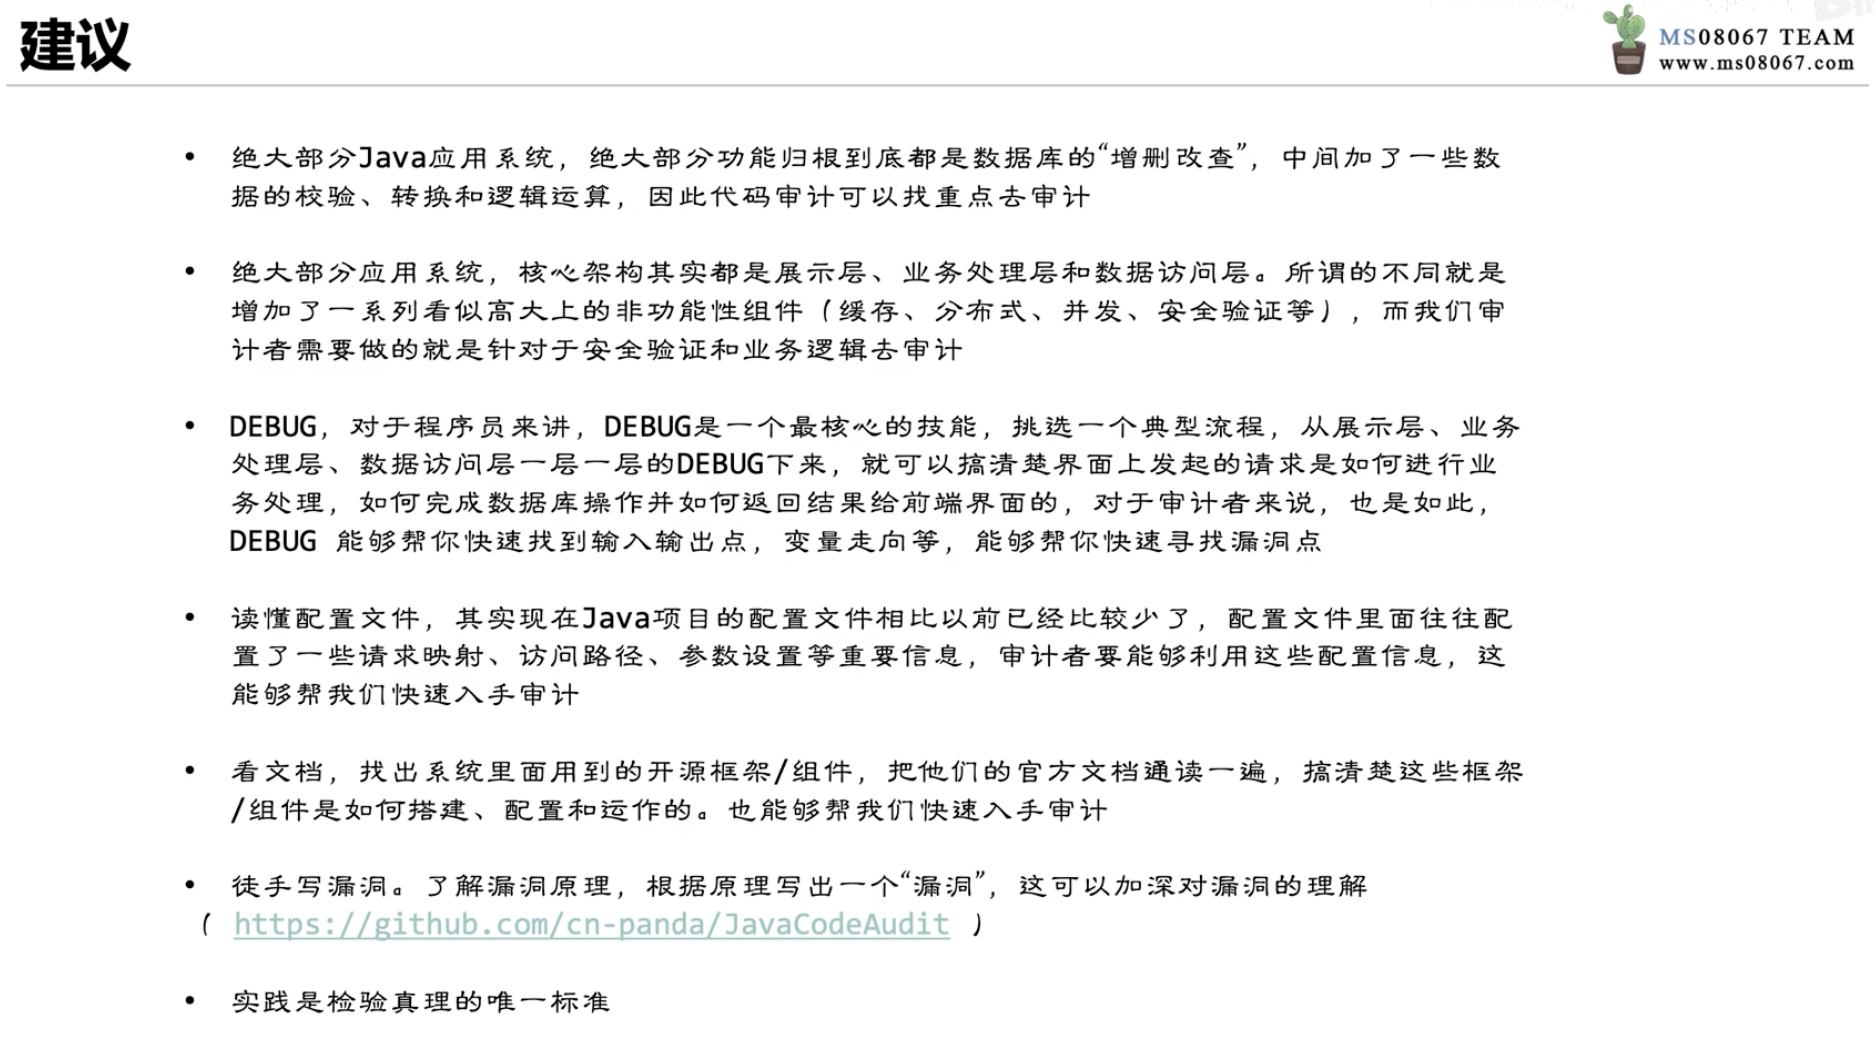 建议
MS08067 TEAM
www.ms08067.com
• 绝大部分Java应用系统，绝大部分功能归根到底都是数据库的“增删改查”，中间加了一些数
据的校验、转换和逻辑运算，因此代码审计可以找重点去审计
• 绝大部分应用系统，核心架构其实都是展示层、业务处理层和数据访问层。所谓的不同就是
增加了一系列看似高大上的非功能性组件（缓存、分布式、并发、安全验证等），而我们审
计者需要做的就是针对于安全验证和业务逻辑去审计
• DEBUG，对于程序员来讲，DEBUG是一个最核心的技能，挑选一个典型流程，从展示层、业务
处理层、数据访问层一层一层的DEBUG下来，就可以搞清楚界面上发起的请求是如何进行业
务处理，如何完成数据库操作并如何返回结果给前端界面的，对于审计者来说，也是如此，
DEBUG 能够帮你快速找到输入输出点，变量走向等，能够帮你快速寻找漏洞点
• 读懂配置文件，其实现在Java项目的配置文件相比以前已经比较少了，配置文件里面往往配
置了一些请求映射、访问路径、参数设置等重要信息，审计者要能够利用这些配置信息，这
能够帮我们快速入手审计
• 看文档，找出系统里面用到的开源框架/组件，把他们的官方文档通读一遍，搞清楚这些框架
/组件是如何搭建、配置和运作的。也能够帮我们快速入手审计
• 徒手写漏洞。了解漏洞原理，根据原理写出一个“漏洞”，这可以加深对漏洞的理解
（ https://github.com/cn-panda/JavaCodeAudit ）
• 实践是检验真理的唯一标准